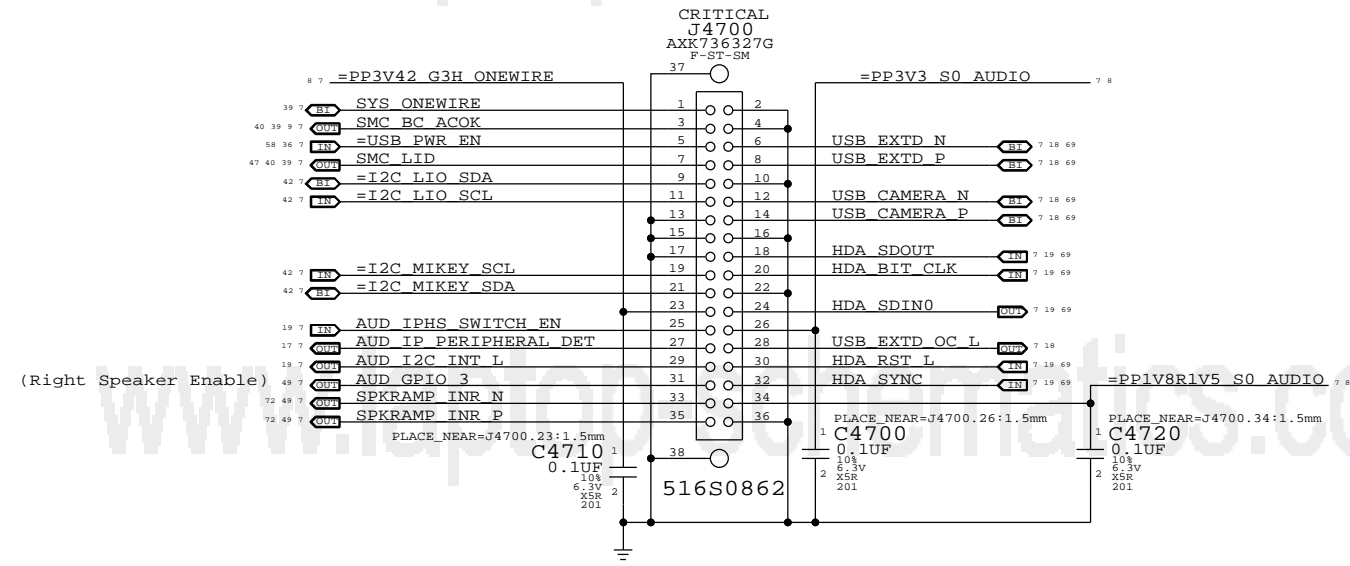 CRITICAL
J4700
AXK736327G
F-ST-SM
37
8 7 =PP3V42_G3H_ONEWIRE
=PP3V3_S0_AUDIO 7 8
39 7 BI SYS_ONEWIRE 1 2
40 39 9 7 OUT SMC_BC_ACOK 3 4
58 36 7 IN =USB_PWR_EN 5 6 USB_EXTD_N BI 7 18 69
47 40 39 7 OUT SMC_LID 7 8 USB_EXTD_P BI 7 18 69
42 7 BI =I2C_LIO_SDA 9 10
42 7 IN =I2C_LIO_SCL 11 12 USB_CAMERA_N BI 7 18 69
13 14 USB_CAMERA_P BI 7 18 69
15 16
17 18 HDA_SDOUT IN 7 19 69
42 7 IN =I2C_MIKEY_SCL 19 20 HDA_BIT_CLK IN 7 19 69
42 7 BI =I2C_MIKEY_SDA 21 22
23 24 HDA_SDIN0 OUT 7 19 69
19 7 IN AUD_IPHS_SWITCH_EN 25 26
17 7 OUT AUD_IP_PERIPHERAL_DET 27 28 USB_EXTD_OC_L OUT 7 18
19 7 OUT AUD_I2C_INT_L 29 30 HDA_RST_L IN 7 19 69
(Right Speaker Enable) 49 7 OUT AUD_GPIO_3 31 32 HDA_SYNC IN 7 19 69
=PP1V8R1V5_S0_AUDIO 7 8
72 49 7 OUT SPKRAMP_INR_N 33 34
72 49 7 OUT SPKRAMP_INR_P 35 36
PLACE_NEAR=J4700.23:1.5mm
C4710
0.1UF
10%
6.3V
X5R
201
1
2
38
516S0862
PLACE_NEAR=J4700.26:1.5mm
C4700
0.1UF
10%
6.3V
X5R
201
1
2
PLACE_NEAR=J4700.34:1.5mm
C4720
0.1UF
10%
6.3V
X5R
201
1
2
www.laptop-schematics.co